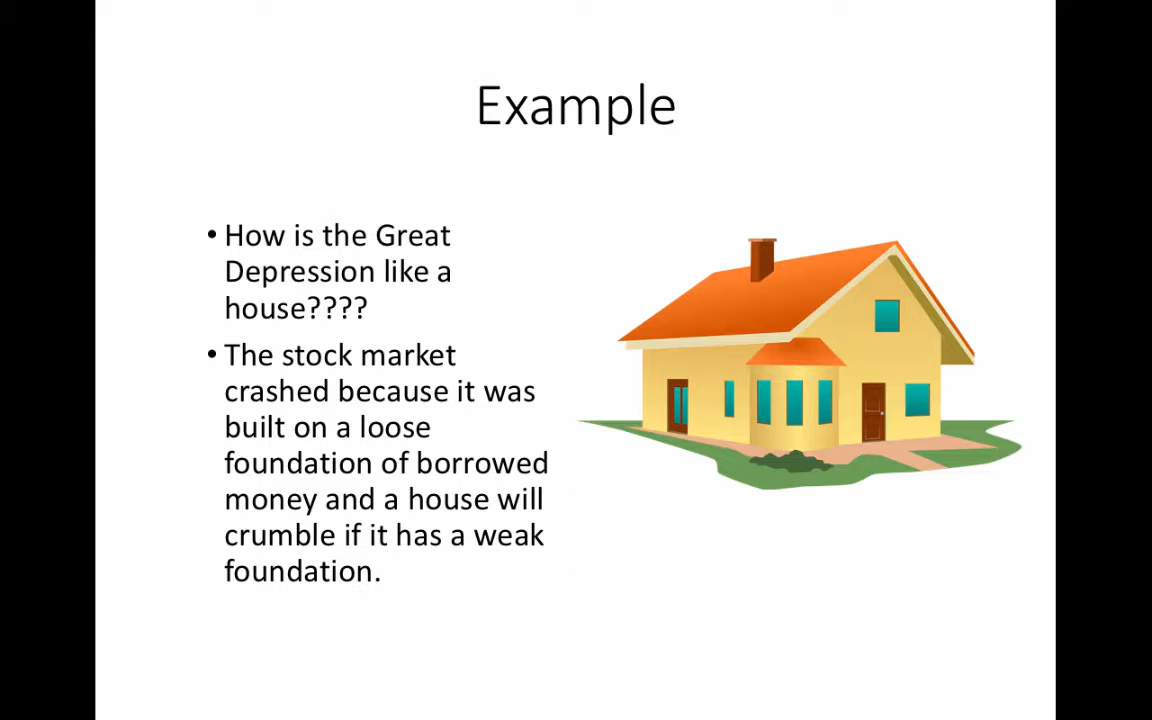 Example
• How is the Great
Depression like a
house????
• The stock market
crashed because it was
built on a loose
foundation of borrowed
money and a house will
crumble if it has a weak
foundation.